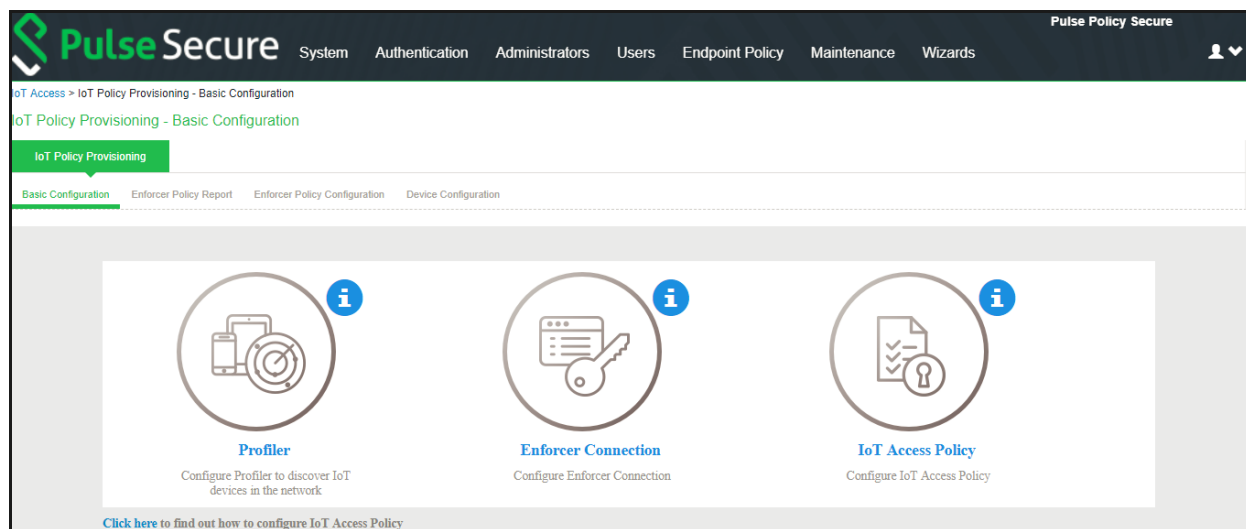 Pulse Policy Secure
Pulse Secure
System Authentication Administrators Users Endpoint Policy Maintenance Wizards
IoT Access > IoT Policy Provisioning - Basic Configuration
IoT Policy Provisioning - Basic Configuration
IoT Policy Provisioning
Basic Configuration Enforcer Policy Report Enforcer Policy Configuration Device Configuration
i i i
Profiler Enforcer Connection IoT Access Policy
Configure Profiler to discover IoT Configure Enforcer Connection Configure IoT Access Policy
devices in the network
Click here to find out how to configure IoT Access Policy